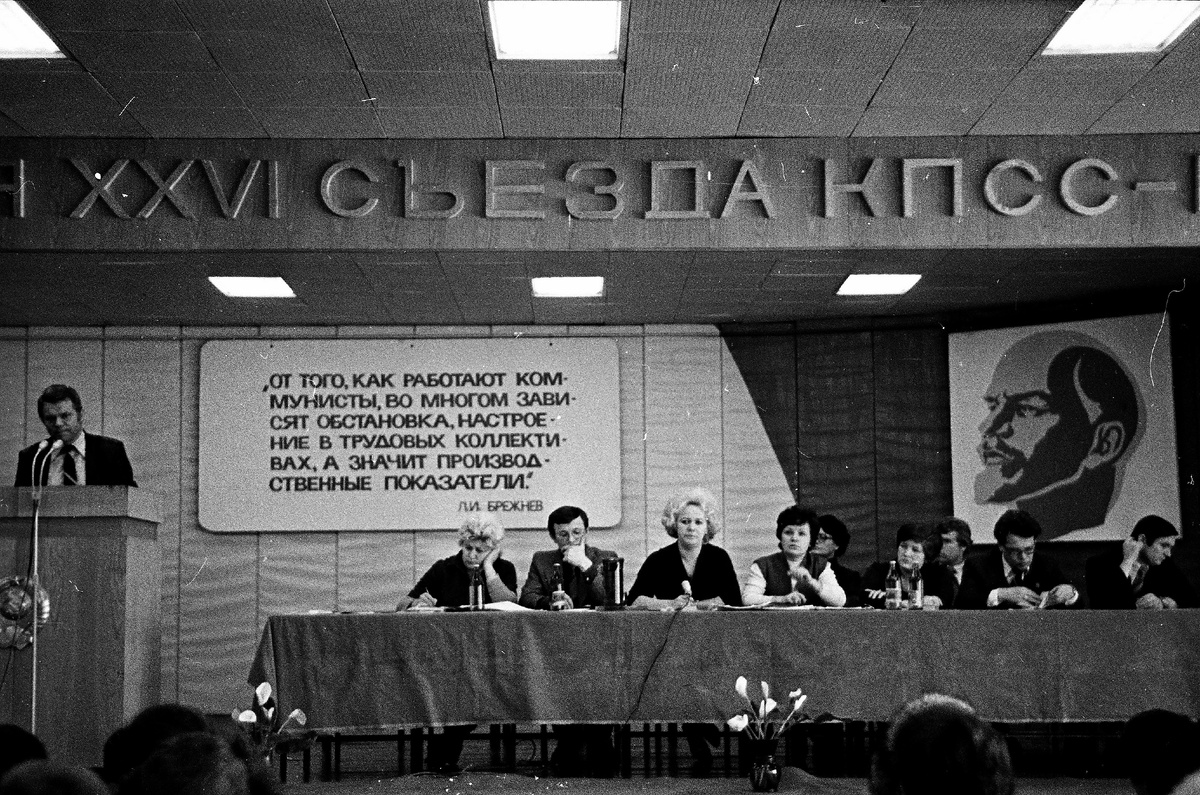 Я XXVI СЪЕЗДА КПСС-
„ОТ ТОГО, КАК РАБОТАЮТ КОМ-
МУНИСТЫ, ВО МНОГОМ ЗАВИ-
СЯТ ОБСТАНОВКА, НАСТРОЕ-
НИЕ В ТРУДОВЫХ КОЛЛЕКТИ-
ВАХ, А ЗНАЧИТ ПРОИЗВОД-
СТВЕННЫЕ ПОКАЗАТЕЛИ."
Л.И. БРЕЖНЕВ